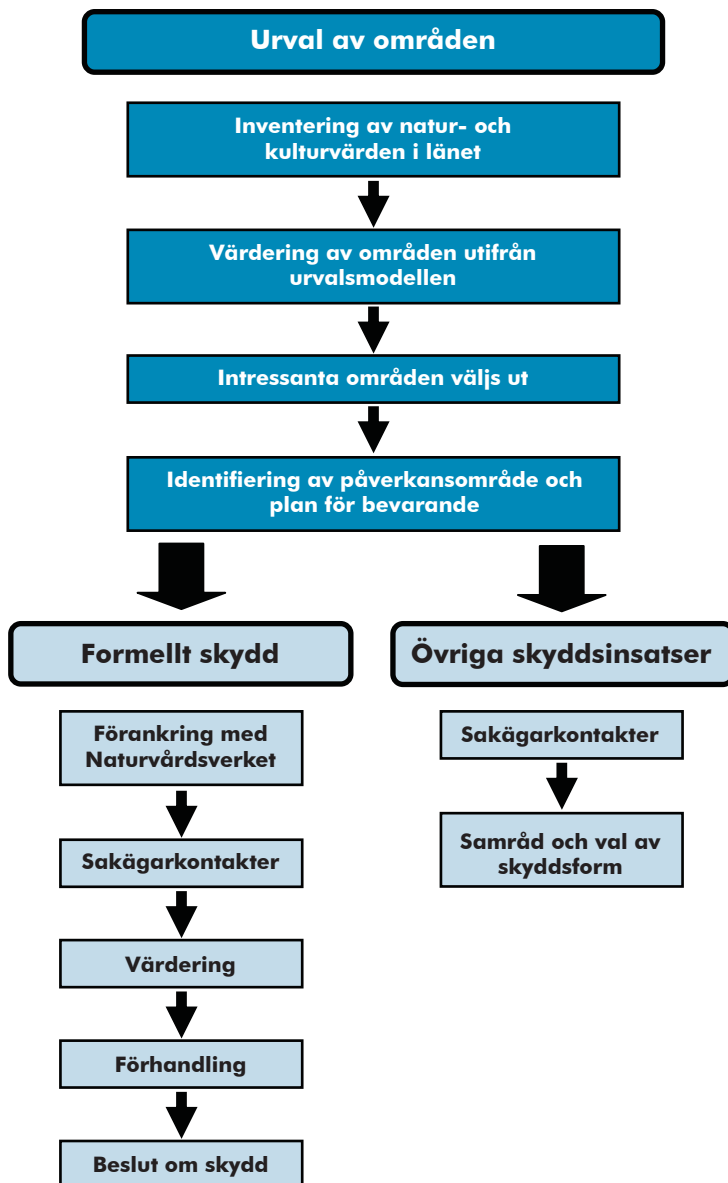 Urval av områden
Inventering av natur- och
kulturvärden i länet
Värdering av områden utifrån
urvalsmodellen
Intressanta områden väljs ut
Identifiering av påverkansområde och
plan för bevarande
Formellt skydd
Förankring med
Naturvårdsverket
Sakägarkontakter
Värdering
Förhandling
Beslut om skydd
Övriga skyddsinsatser
Sakägarkontakter
Samråd och val av
skyddsform